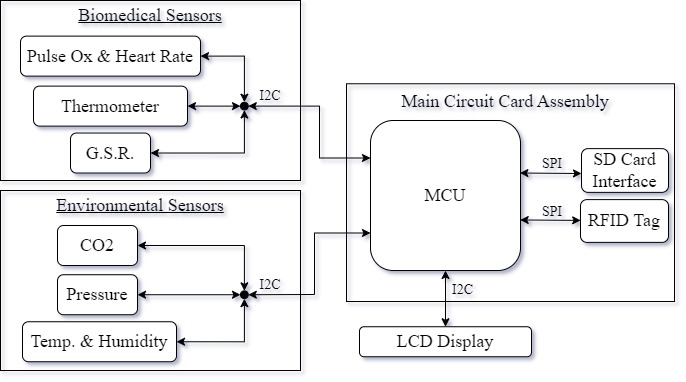 Biomedical Sensors
Pulse Ox & Heart Rate
Thermometer
G.S.R.
I2C
Environmental Sensors
CO2
Pressure
Temp. & Humidity
I2C
Main Circuit Card Assembly
MCU
SPI
SD Card
Interface
SPI
RFID Tag
I2C
LCD Display